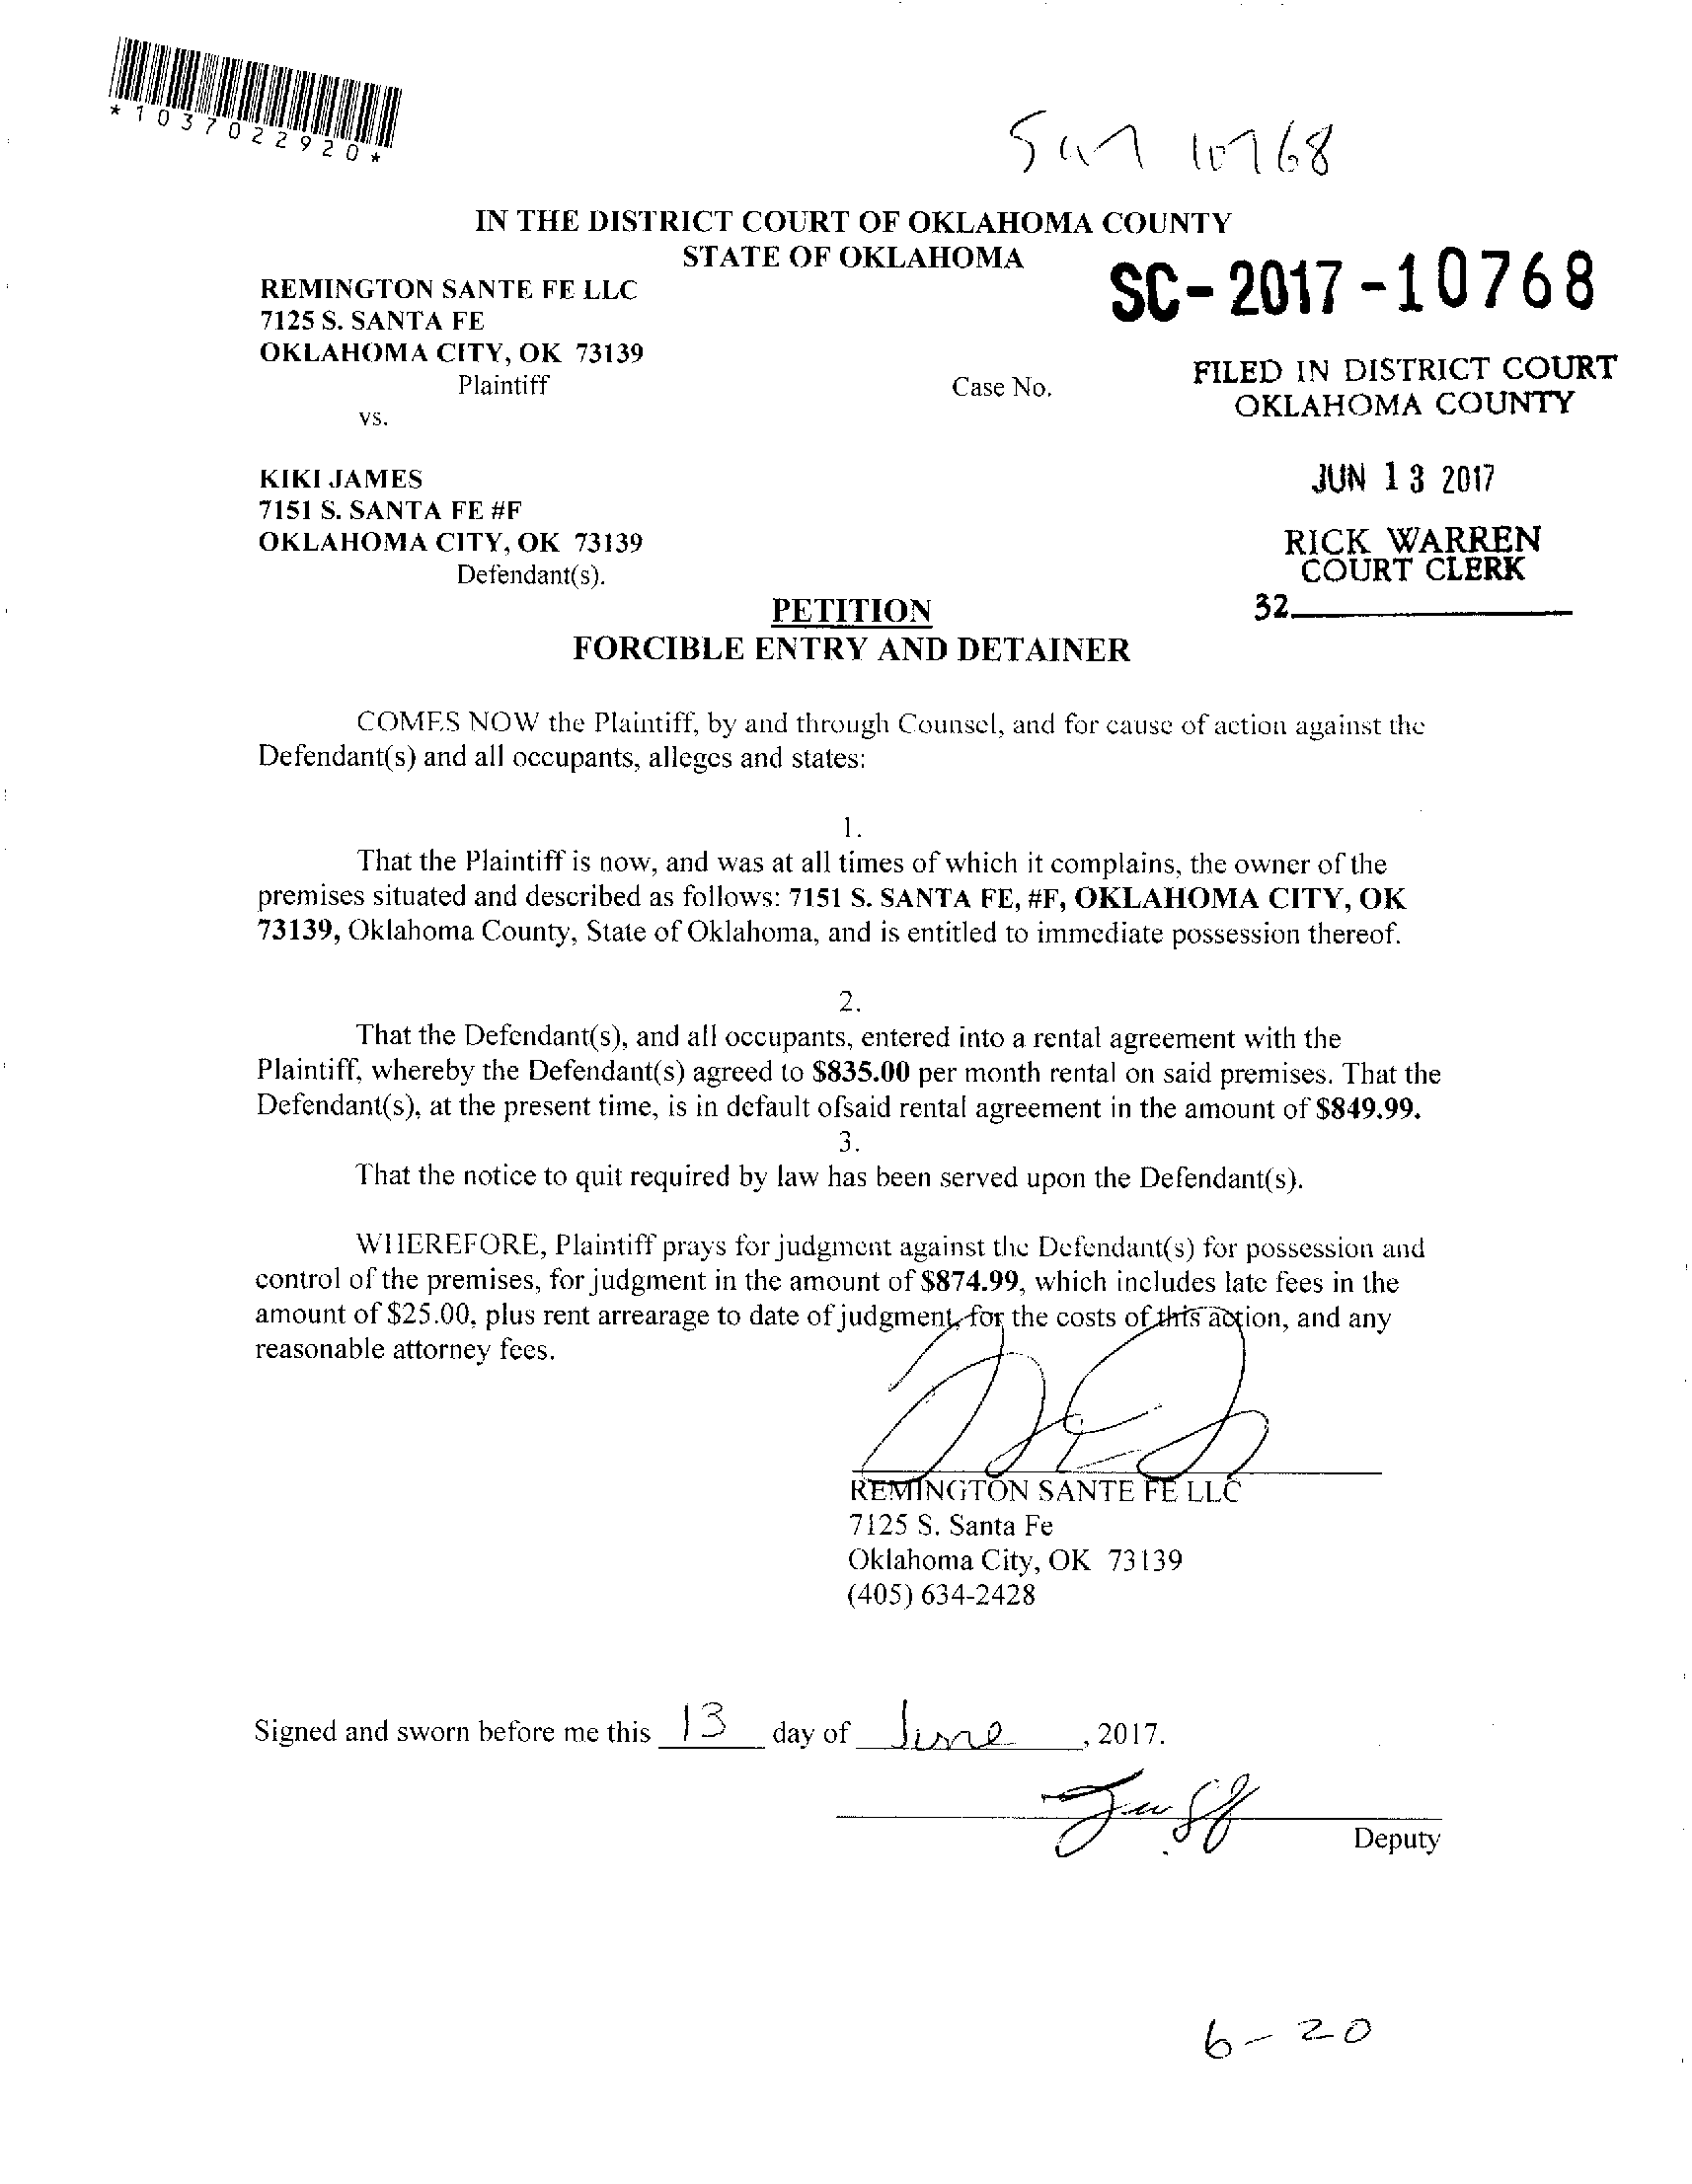 *1037022920*
10768
IN THE DISTRICT COURT OF OKLAHOMA COUNTY
STATE OF OKLAHOMA
SC-2017-10768
REMINGTON SANTE FE LLC
7125 S. SANTA FE
OKLAHOMA CITY, OK 73139
Plaintiff
Case No.
FILED IN DISTRICT COURT
OKLAHOMA COUNTY
vs.
KIKI JAMES
7151 S. SANTA FE #F
OKLAHOMA CITY, OK 73139
Defendant(s).
JUN 13 2017
RICK WARREN
COURT CLERK
32
PETITION
FORCIBLE ENTRY AND DETAINER
COMES NOW the Plaintiff, by and through Counsel, and for cause of action against the
Defendant(s) and all occupants, alleges and states:
1.
That the Plaintiff is now, and was at all times of which it complains, the owner of the
premises situated and described as follows: 7151 S. SANTA FE, #F, OKLAHOMA CITY, OK
73139, Oklahoma County, State of Oklahoma, and is entitled to immediate possession thereof.
2.
That the Defendant(s), and all occupants, entered into a rental agreement with the
Plaintiff, whereby the Defendant(s) agreed to $835.00 per month rental on said premises. That the
Defendant(s), at the present time, is in default ofsaid rental agreement in the amount of $849.99.
3.
That the notice to quit required by law has been served upon the Defendant(s).
WHEREFORE, Plaintiff prays for judgment against the Defendant(s) for possession and
control of the premises, for judgment in the amount of $874.99, which includes late fees in the
amount of $25.00, plus rent arrearage to date of judgment, for the costs of this action, and any
reasonable attorney fees.
REMINGTON SANTE FE LLC
7125 S. Santa Fe
Oklahoma City, OK 73139
(405) 634-2428
Signed and sworn before me this 13 day of June, 2017.
Deputy
6-20